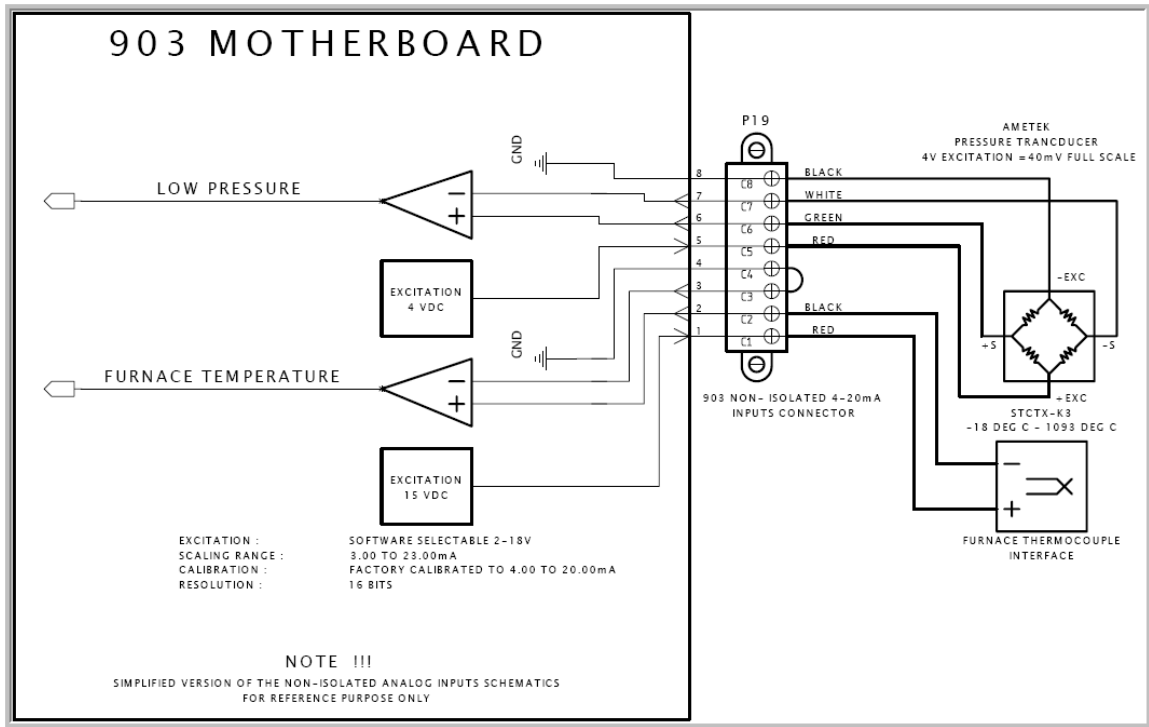 903 MOTHERBOARD
P19
AMETEK
PRESSURE TRANCDUCER
4V EXCITATION =40mV FULL SCALE
GND
LOW PRESSURE
8
7
6
5
4
3
2
1
C8
C7
C6
C5
C4
C3
C2
C1
BLACK
WHITE
GREEN
RED
BLACK
RED
-EXC
+S
-S
+EXC
EXCITATION
4 VDC
GND
FURNACE TEMPERATURE
903 NON- ISOLATED 4-20mA
INPUTS CONNECTOR
STCTX-K3
-18 DEG C - 1093 DEG C
EXCITATION
15 VDC
FURNACE THERMOCOUPLE
INTERFACE
EXCITATION : SOFTWARE SELECTABLE 2-18V
SCALING RANGE : 3.00 TO 23.00mA
CALIBRATION : FACTORY CALIBRATED TO 4.00 TO 20.00mA
RESOLUTION : 16 BITS
NOTE !!!
SIMPLIFIED VERSION OF THE NON-ISOLATED ANALOG INPUTS SCHEMATICS
FOR REFERENCE PURPOSE ONLY